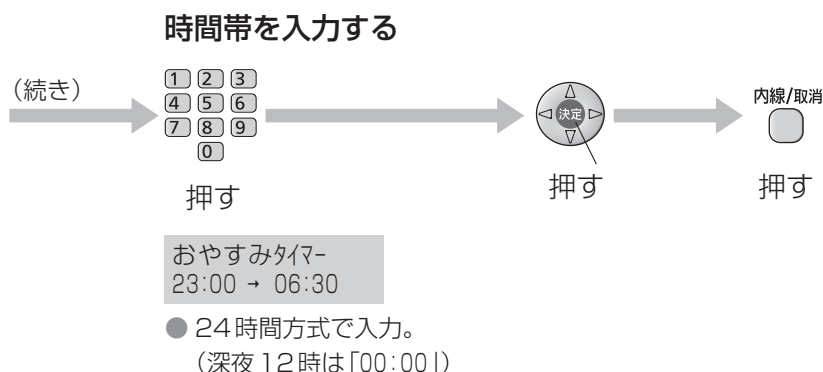 時間帯を入力する
(続き)
1 2 3
4 5 6
7 8 9
0
決定
内線/取消
押す
押す
押す
おやすみﾀｲﾏｰ
23:00 → 06:30
● 24時間方式で入力。
(深夜12時は「00:00」)